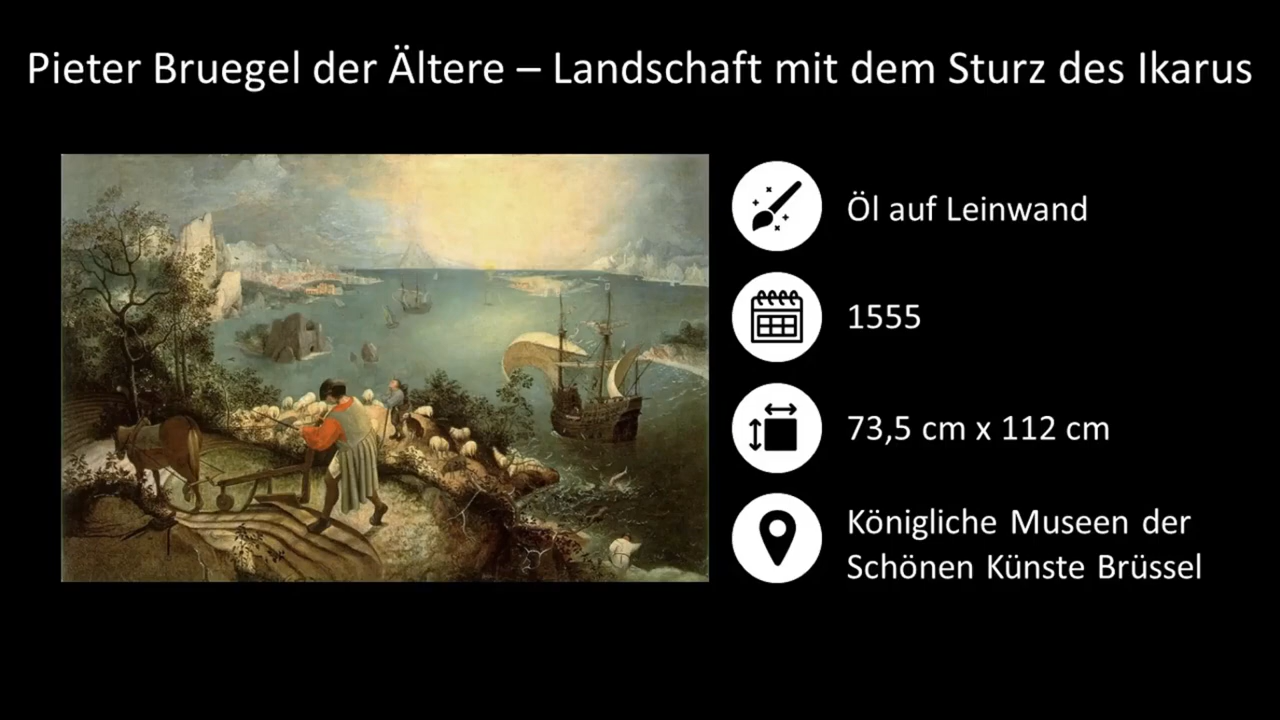 Pieter Bruegel der Ältere – Landschaft mit dem Sturz des Ikarus
Öl auf Leinwand
1555
73,5 cm x 112 cm
Königliche Museen der
Schönen Künste Brüssel